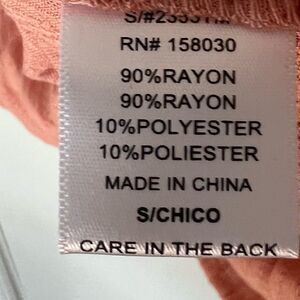 RN# 158030
90%RAYON
90%RAYON
10%POLYESTER
10%POLIESTER
MADE IN CHINA
S/CHICO
CARE IN THE BACK